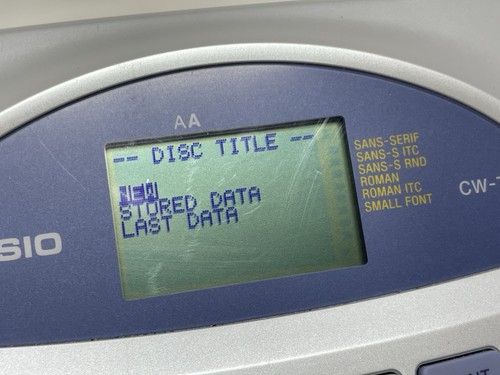 AA
-- DISC TITLE --
NEW
STORED DATA
LAST DATA
SANS-SERIF
SANS-S ITC
SANS-S RND
ROMAN
ROMAN ITC
SMALL FONT
CW-
SIO